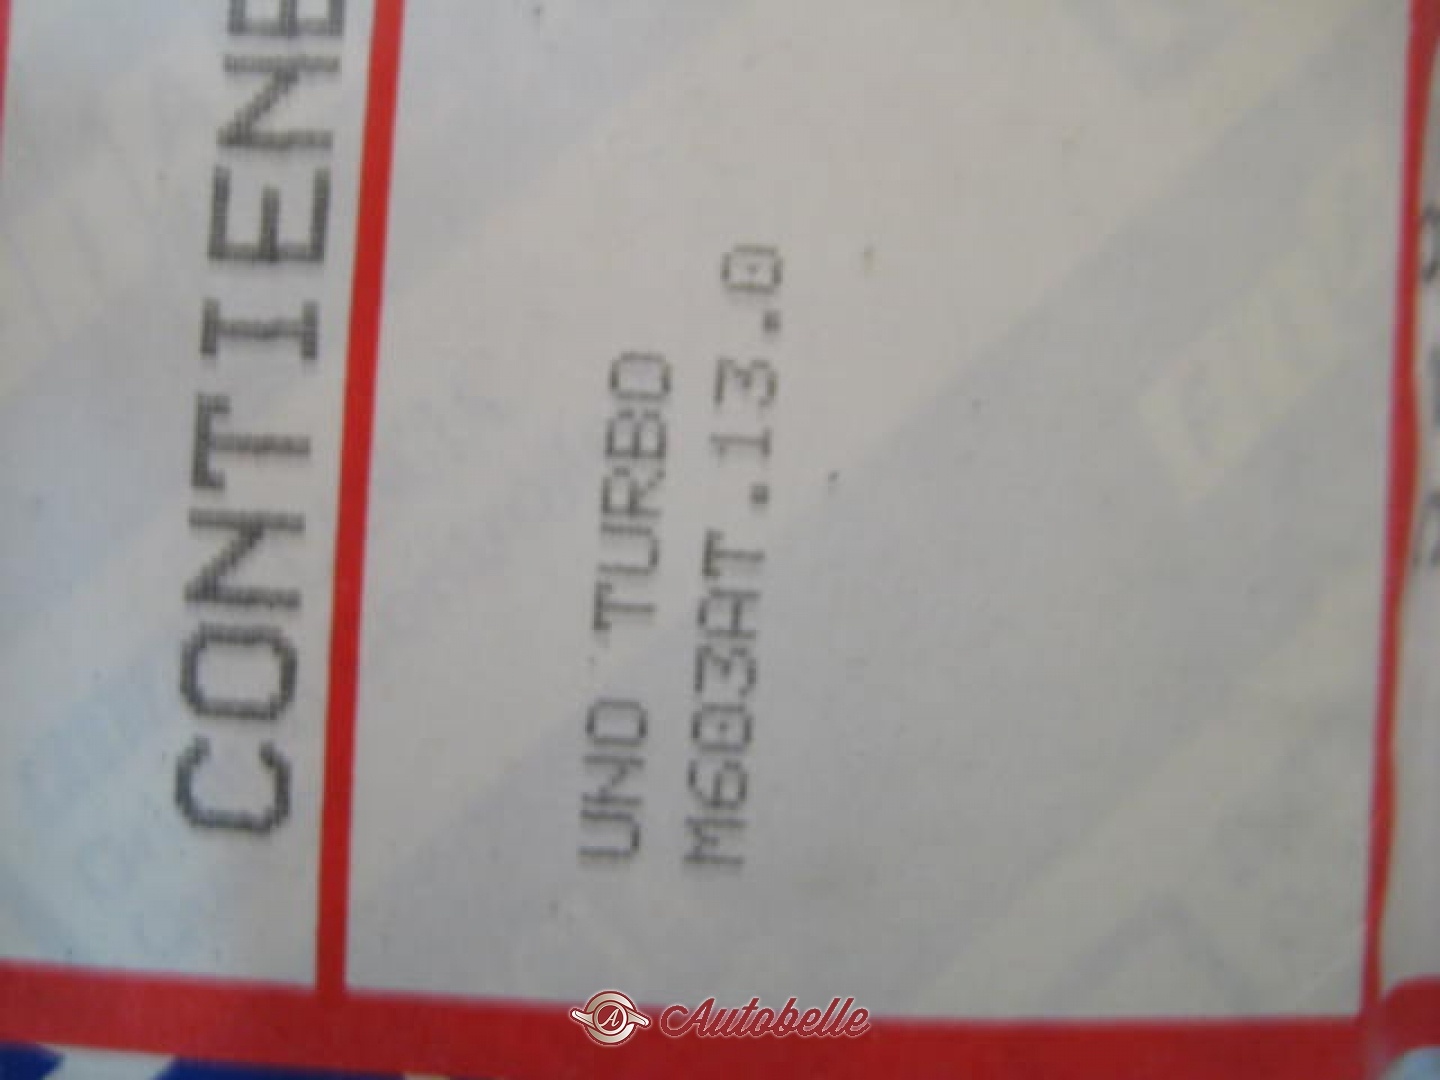 CONTIENE
UNO TURBO
M603AT.13.0
Autobelle